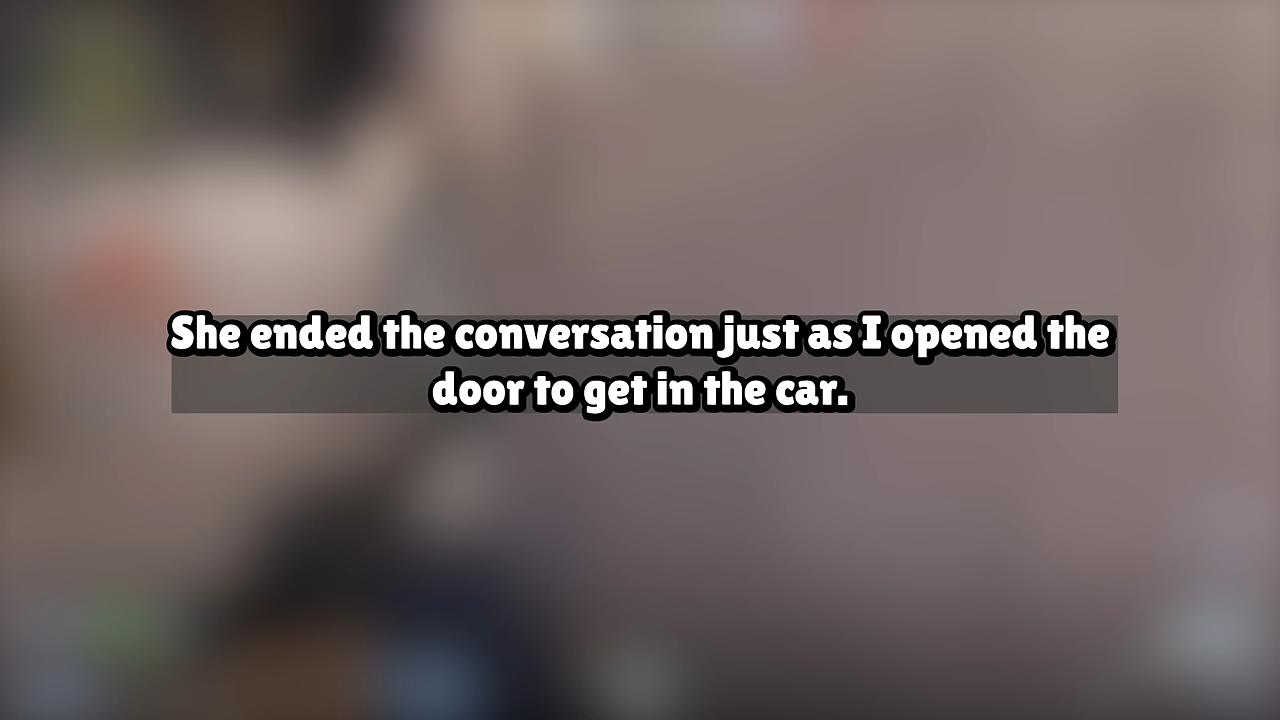 She ended the conversation just as I opened the
door to get in the car.